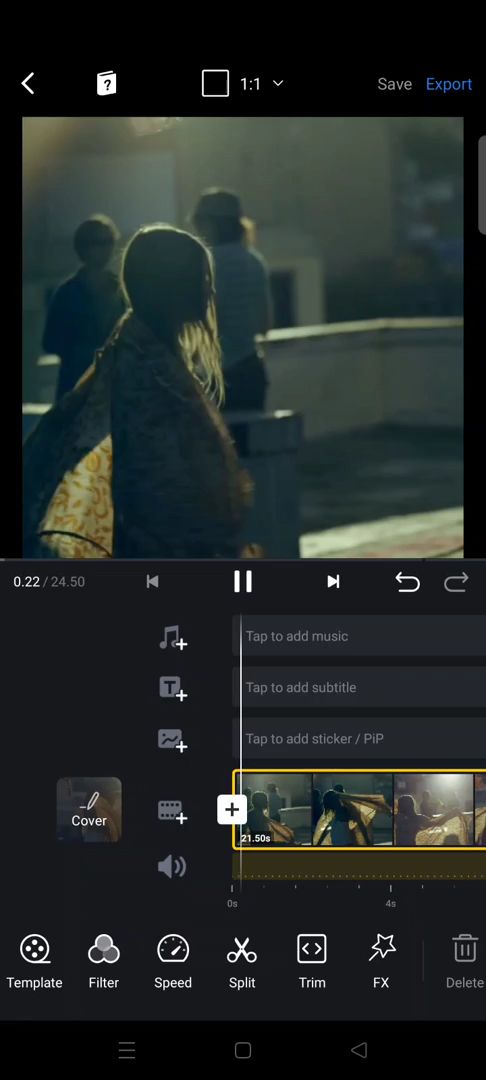 ?
1:1
Save
Export
0.22 / 24.50
Tap to add music
T
Tap to add subtitle
Tap to add sticker / PiP
Cover
21.50s
0s
4s
Template
Filter
Speed
Split
Trim
FX
Delete